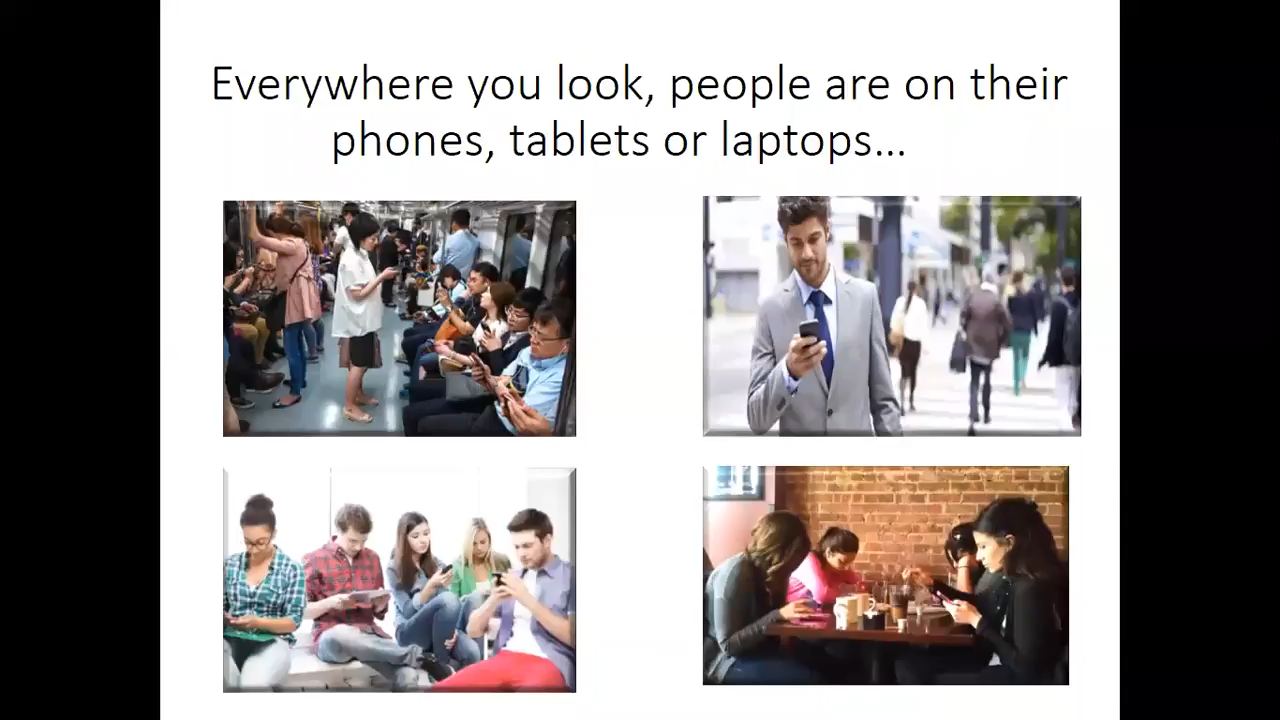 Everywhere you look, people are on their
phones, tablets or laptops…